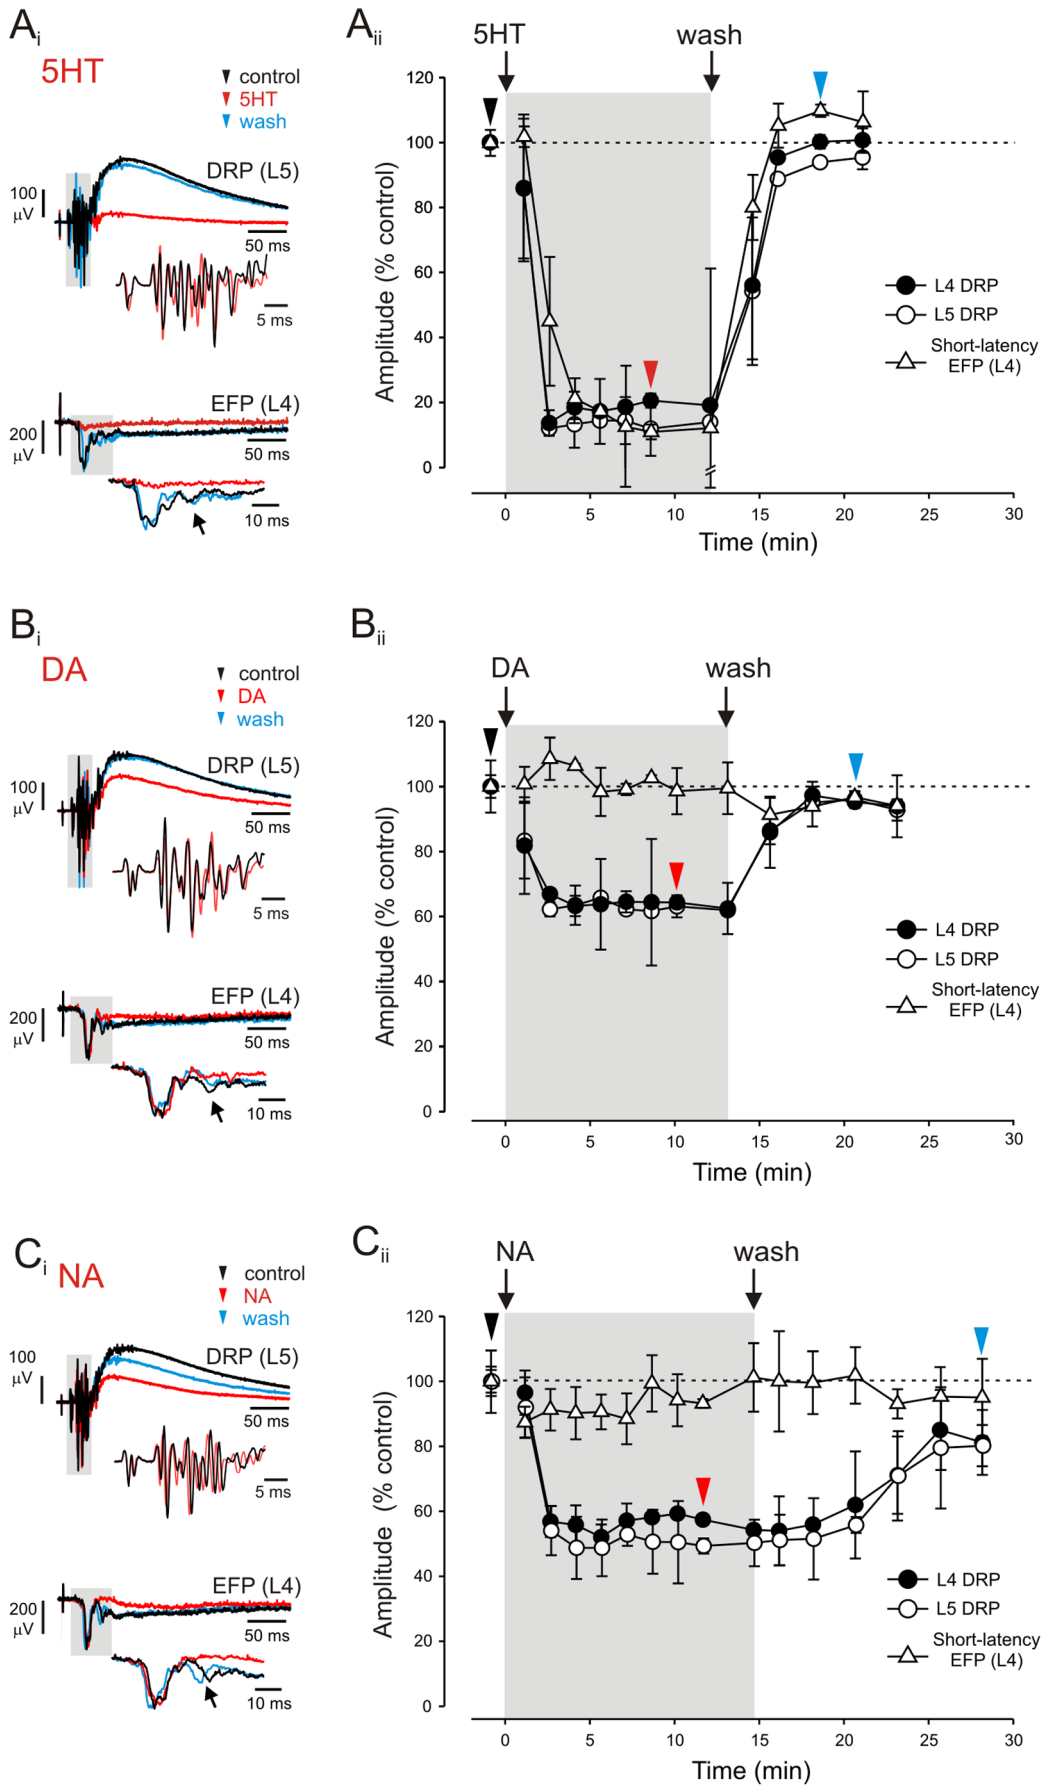 Ai
5HT
control
5HT
wash
DRP (L5)
100
µV
50 ms
5 ms
EFP (L4)
200
µV
50 ms
10 ms
Aii
5HT
wash
120
100
80
60
40
20
0
Amplitude (% control)
L4 DRP
L5 DRP
Short-latency
EFP (L4)
0 5 10 15 20 25 30
Time (min)
Bi
DA
control
DA
wash
DRP (L5)
100
µV
50 ms
5 ms
EFP (L4)
200
µV
50 ms
10 ms
Bii
DA
wash
120
100
80
60
40
20
0
Amplitude (% control)
L4 DRP
L5 DRP
Short-latency
EFP (L4)
0 5 10 15 20 25 30
Time (min)
Ci
NA
control
NA
wash
DRP (L5)
100
µV
50 ms
5 ms
EFP (L4)
200
µV
50 ms
10 ms
Cii
NA
wash
120
100
80
60
40
20
0
Amplitude (% control)
L4 DRP
L5 DRP
Short-latency
EFP (L4)
0 5 10 15 20 25 30
Time (min)